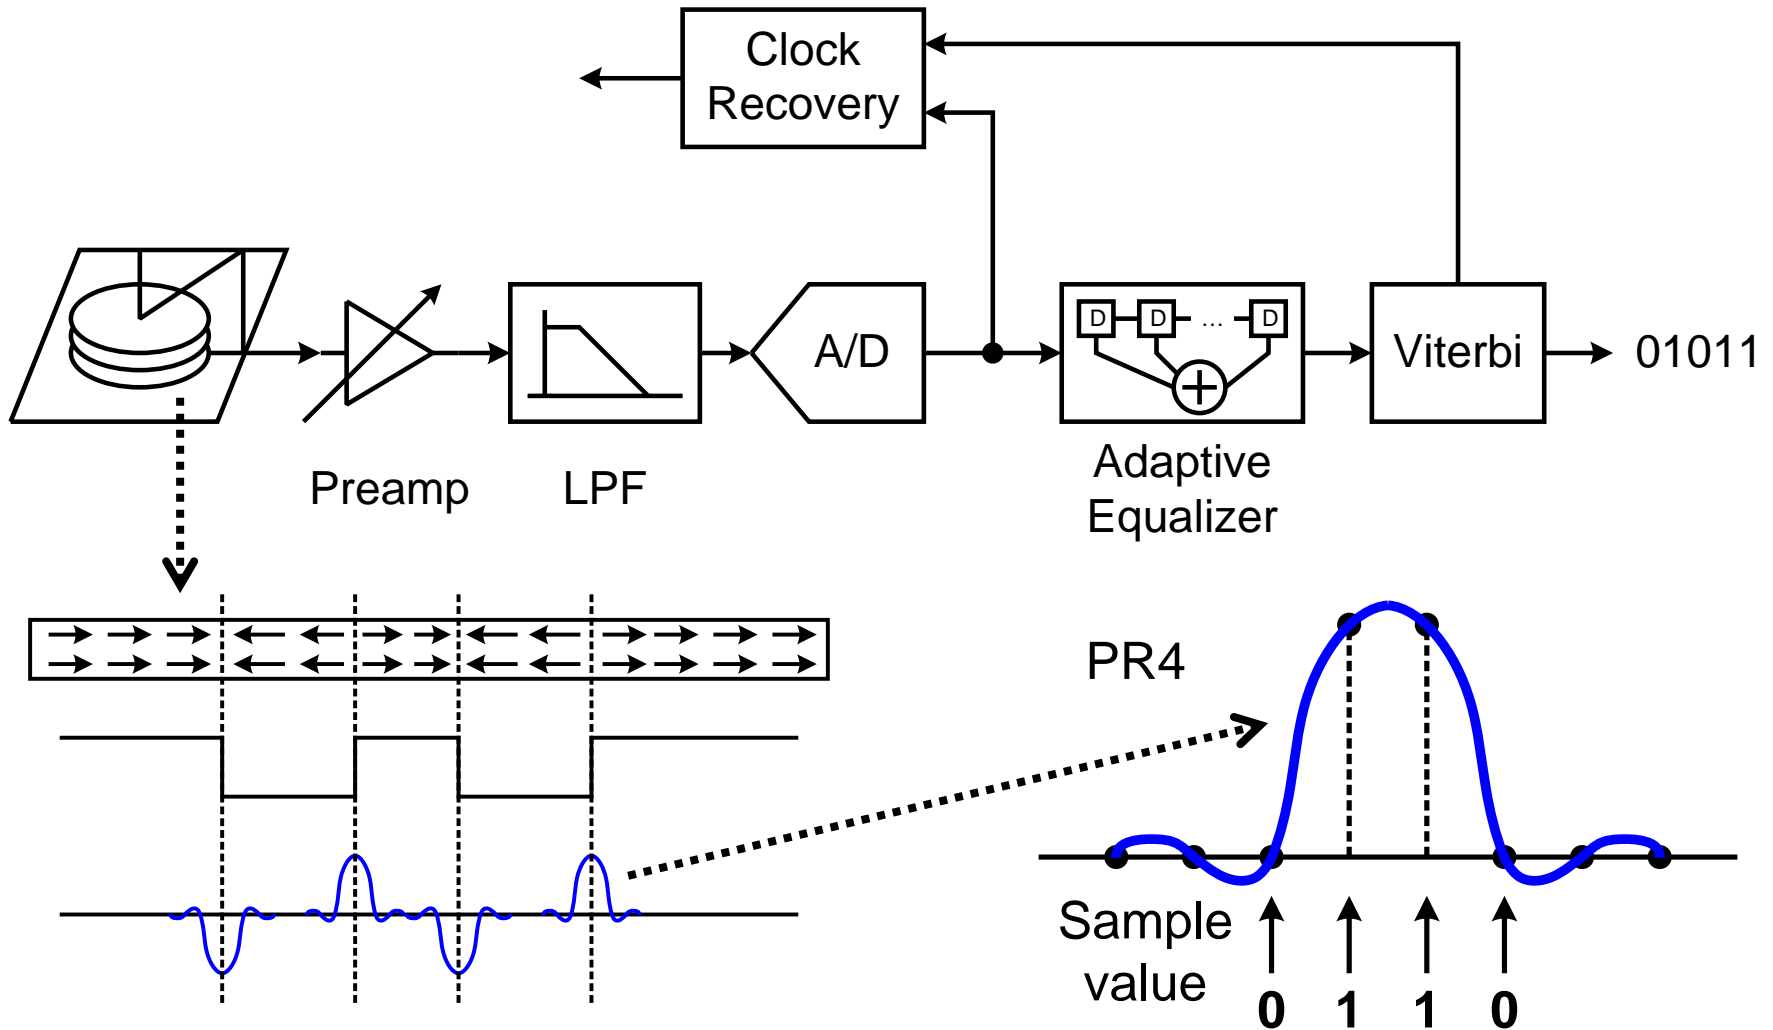 Clock
Recovery
A/D
D
D
...
D
Viterbi
01011
Preamp
LPF
Adaptive
Equalizer
PR4
Sample
value
0
1
1
0